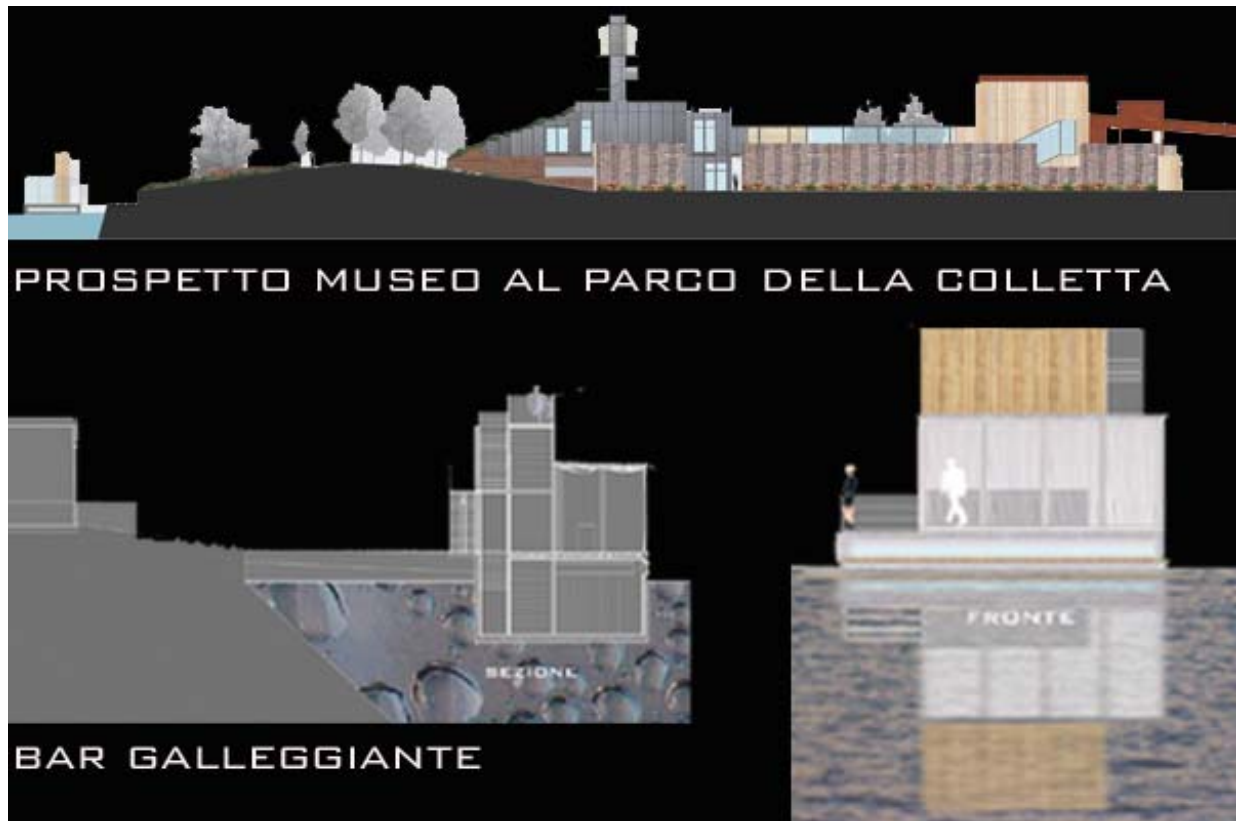 PROSPETTO MUSEO AL PARCO DELLA COLLETTA
FRONTE
SEZIONE
BAR GALLEGGIANTE